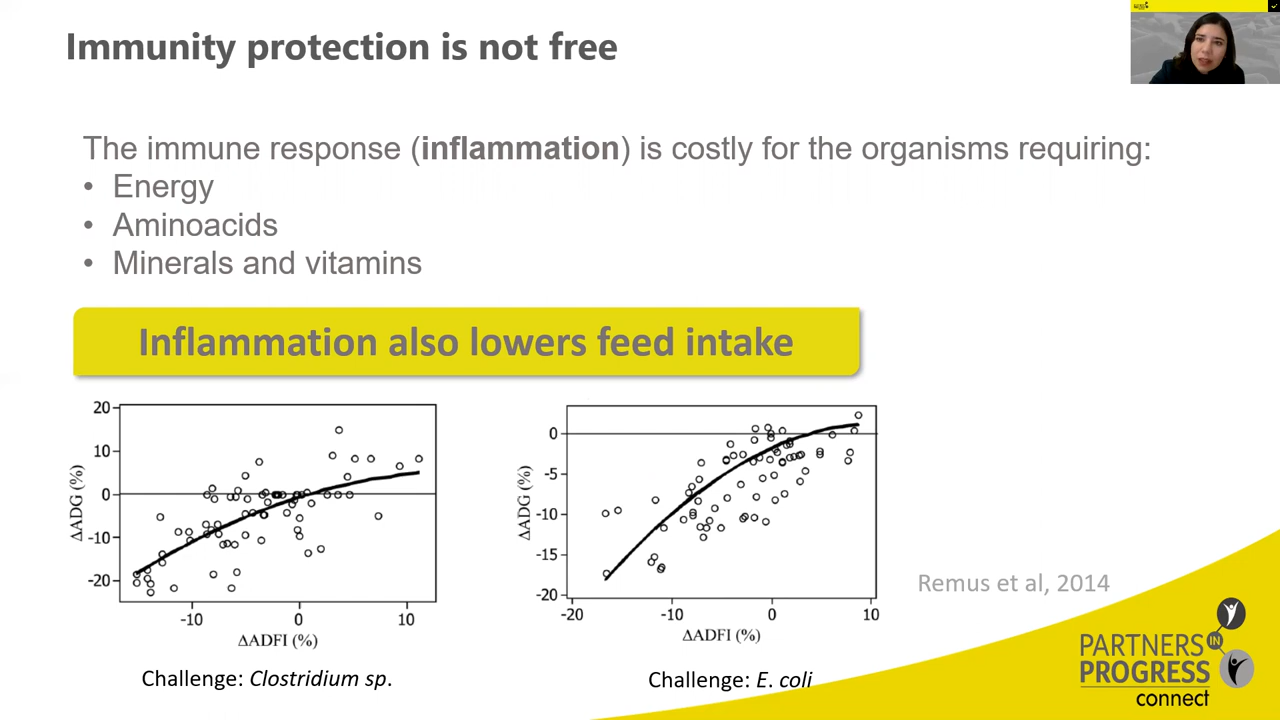 Immunity protection is not free
The immune response (inflammation) is costly for the organisms requiring:
• Energy
• Aminoacids
• Minerals and vitamins
Inflammation also lowers feed intake
20
10
0
-10
-20
ΔADG (%)
-10
0
10
ΔADFI (%)
Challenge: Clostridium sp.
0
-5
-10
-15
-20
ΔADG (%)
-20
-10
0
10
ΔADFI (%)
Challenge: E. coli
Remus et al, 2014
PARTNERS IN
PROGRESS
connect